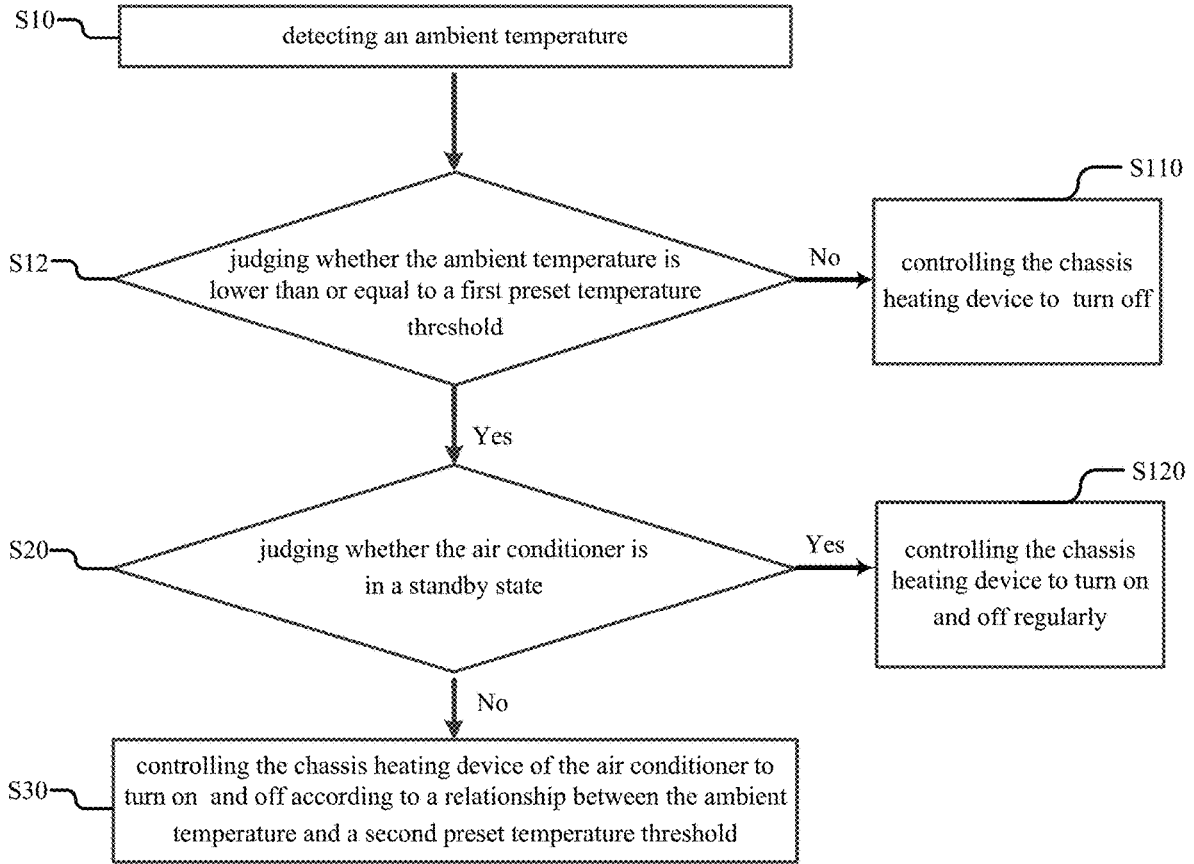 S10
detecting an ambient temperature
S12
judging whether the ambient temperature is
lower than or equal to a first preset temperature
threshold
No
S110
controlling the chassis
heating device to turn off
Yes
S20
judging whether the air conditioner is
in a standby state
Yes
S120
controlling the chassis
heating device to turn on
and off regularly
No
S30
controlling the chassis heating device of the air conditioner to
turn on and off according to a relationship between the ambient
temperature and a second preset temperature threshold